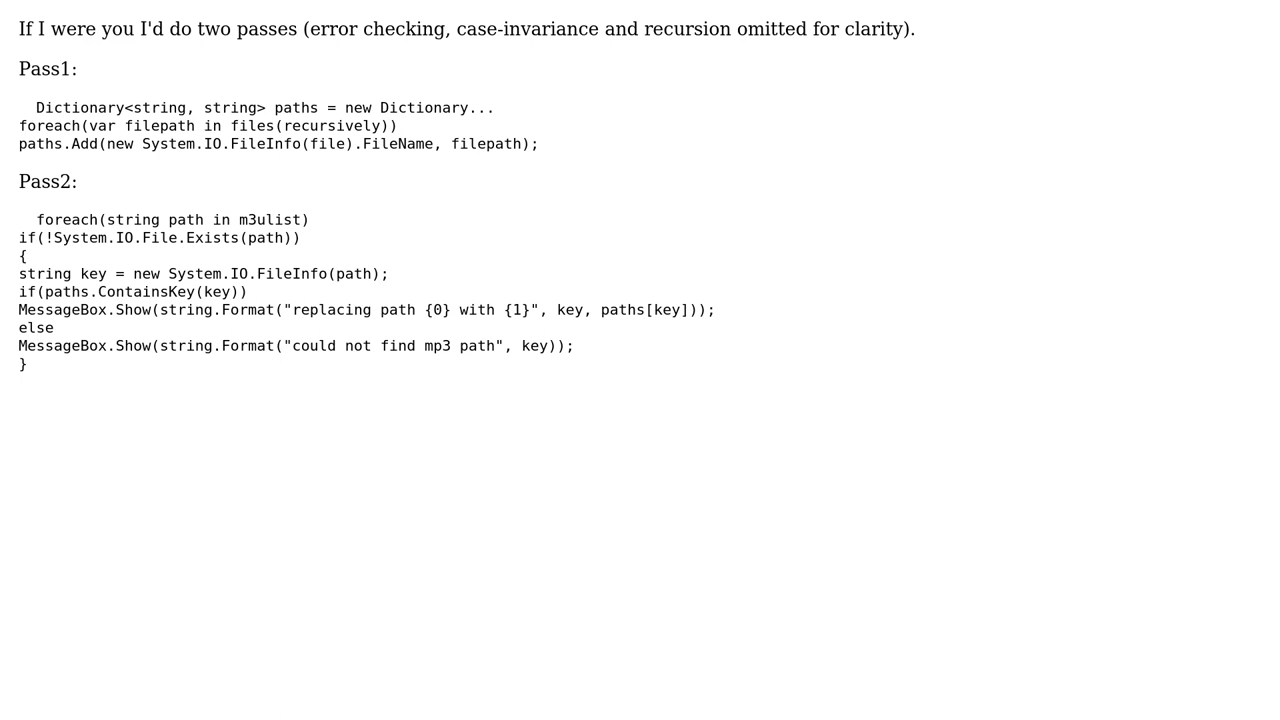 If I were you I'd do two passes (error checking, case-invariance and recursion omitted for clarity).
Pass1:
Dictionary<string, string> paths = new Dictionary...
foreach(var filepath in files(recursively))
paths.Add(new System.IO.FileInfo(file).FileName, filepath);
Pass2:
foreach(string path in m3ulist)
if(!System.IO.File.Exists(path))
{
string key = new System.IO.FileInfo(path);
if(paths.ContainsKey(key))
MessageBox.Show(string.Format("replacing path {0} with {1}", key, paths[key]));
else
MessageBox.Show(string.Format("could not find mp3 path", key));
}